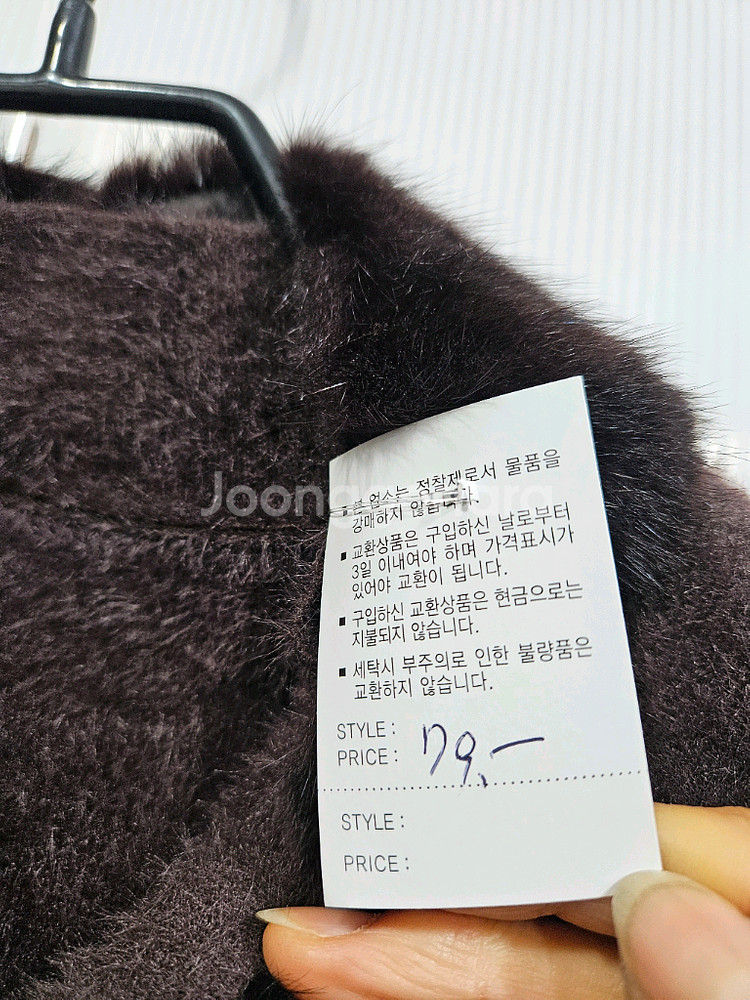 ■ 본 업소는 정찰제로서 물품을
강매하지 않습니다.
■ 교환상품은 구입하신 날로부터
3일 이내여야 하며 가격표시가
있어야 교환이 됩니다.
■ 구입하신 교환상품은 현금으로는
지불되지 않습니다.
■ 세탁시 부주의로 인한 불량품은
교환하지 않습니다.
STYLE :
PRICE : 79,—
STYLE :
PRICE :
Joonggonara